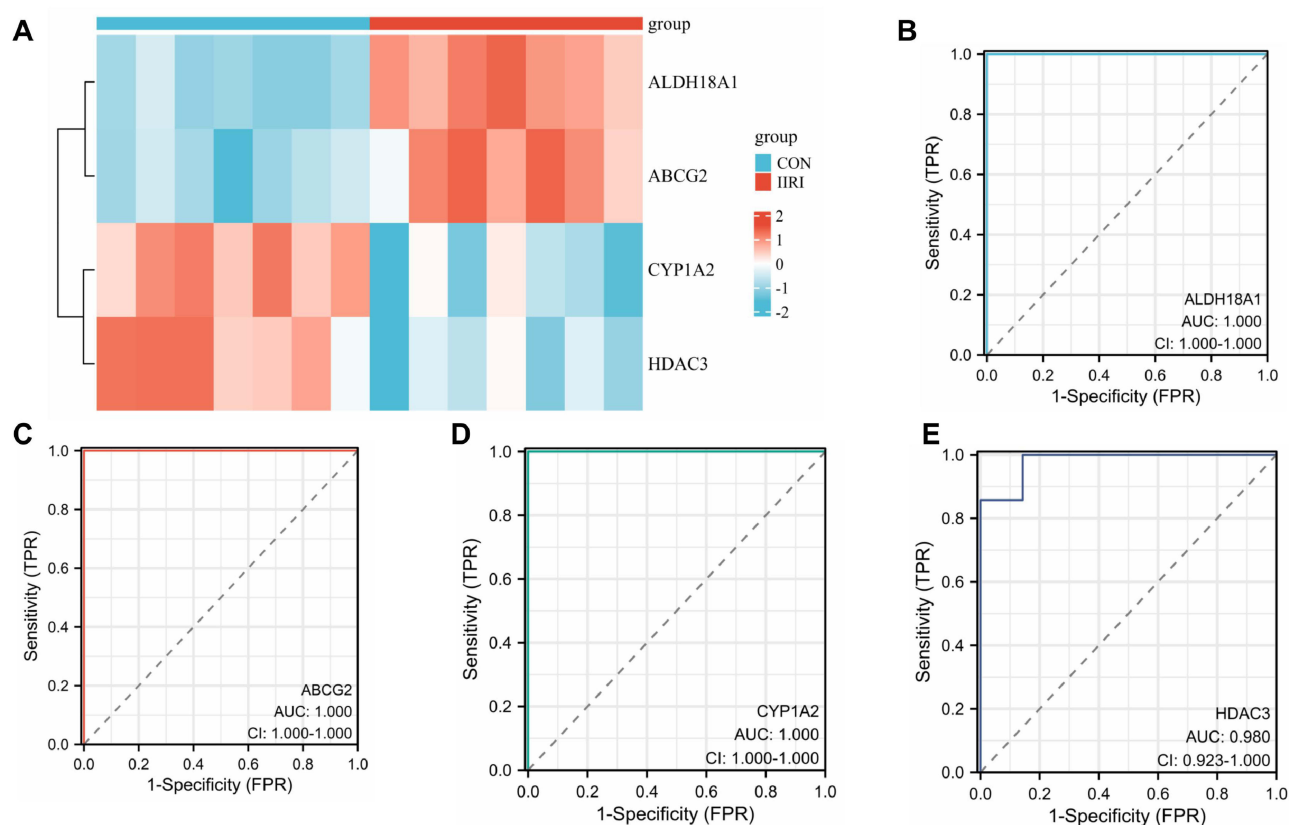 A
group
ALDH18A1
ABCG2
CYP1A2
HDAC3
group
CON
IIRI
2
1
0
-1
-2
B
1.0
0.8
0.6
0.4
0.2
0.0
Sensitivity (TPR)
ALDH18A1
AUC: 1.000
CI: 1.000-1.000
0.0 0.2 0.4 0.6 0.8 1.0
1-Specificity (FPR)
C
1.0
0.8
0.6
0.4
0.2
0.0
Sensitivity (TPR)
ABCG2
AUC: 1.000
CI: 1.000-1.000
0.0 0.2 0.4 0.6 0.8 1.0
1-Specificity (FPR)
D
1.0
0.8
0.6
0.4
0.2
0.0
Sensitivity (TPR)
CYP1A2
AUC: 1.000
CI: 1.000-1.000
0.0 0.2 0.4 0.6 0.8 1.0
1-Specificity (FPR)
E
1.0
0.8
0.6
0.4
0.2
0.0
Sensitivity (TPR)
HDAC3
AUC: 0.980
CI: 0.923-1.000
0.0 0.2 0.4 0.6 0.8 1.0
1-Specificity (FPR)